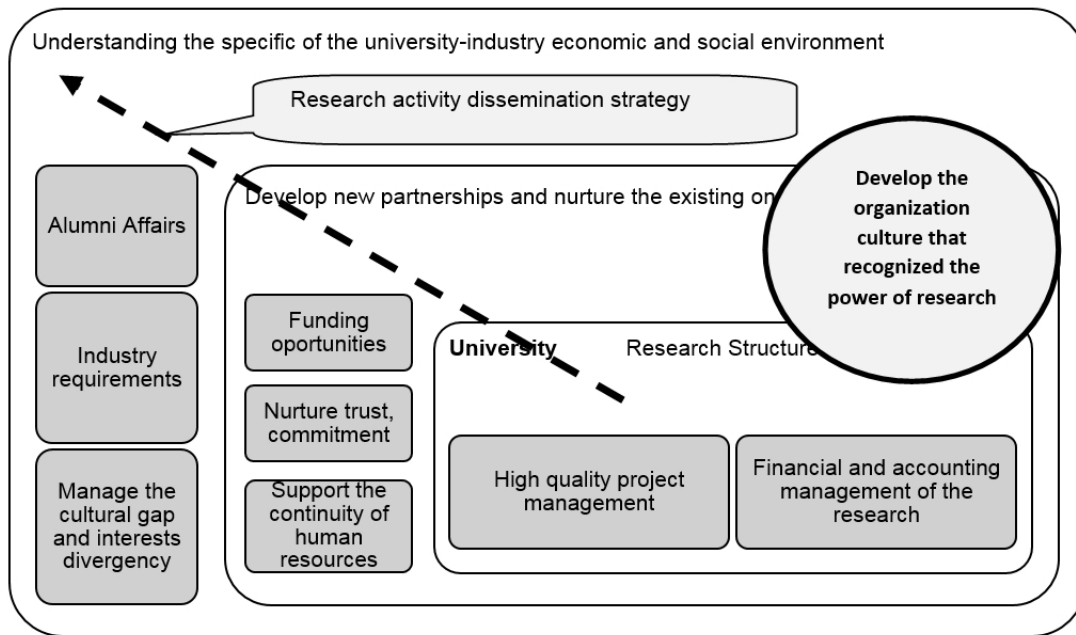 Understanding the specific of the university-industry economic and social environment
Research activity dissemination strategy
Develop the
organization
culture that
recognized the
power of research
Alumni Affairs
Industry
requirements
Manage the
cultural gap
and interests
divergency
Develop new partnerships and nurture the existing on
Funding
oportunities
Nurture trust,
commitment
Support the
continuity of
human
resources
University Research Structure
High quality project
management
Financial and accounting
management of the
research